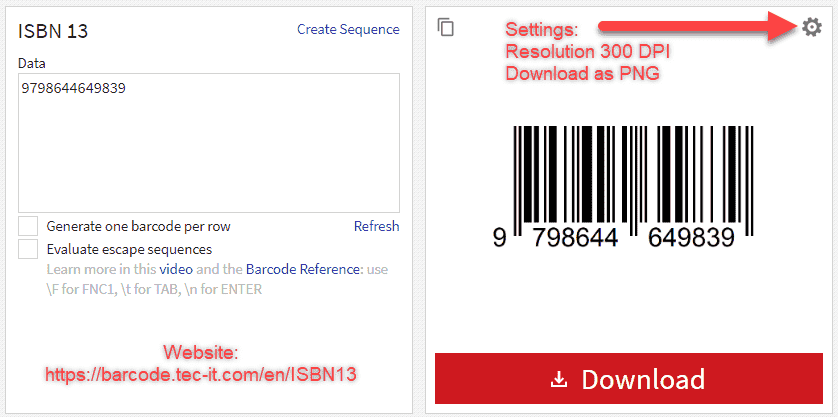 ISBN 13
Create Sequence
Data
9798644649839
Generate one barcode per row
Refresh
Evaluate escape sequences
Learn more in this video and the Barcode Reference: use
\F for FNC1, \t for TAB, \n for ENTER
Website:
https://barcode.tec-it.com/en/ISBN13
Settings:
Resolution 300 DPI
Download as PNG
9 798644 649839
Download